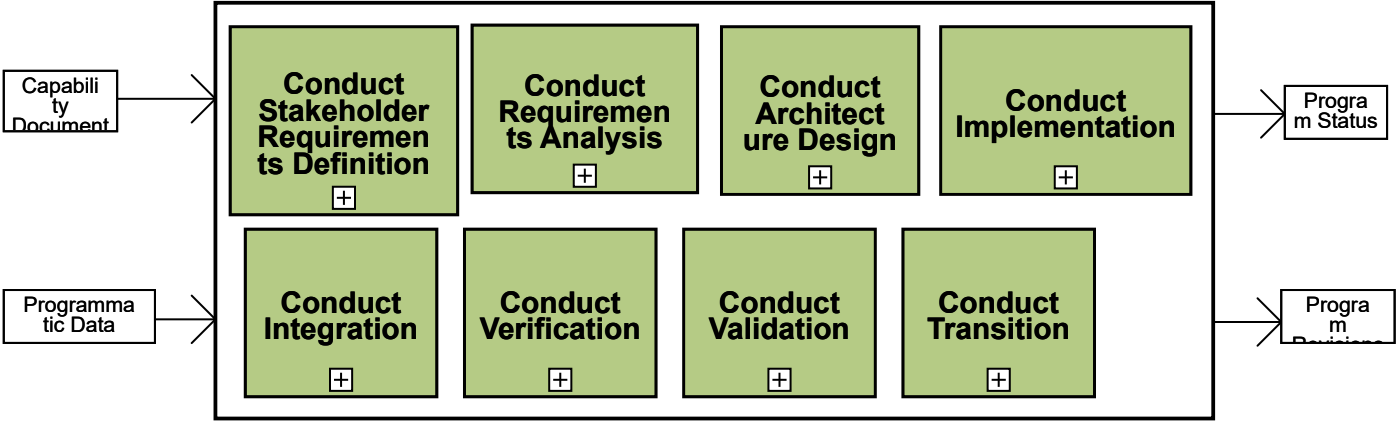 Capabili
ty
Document
Conduct
Stakeholder
Requiremen
ts Definition
Conduct
Requiremen
ts Analysis
Conduct
Architect
ure Design
Conduct
Implementation
Progra
m Status
Programma
tic Data
Conduct
Integration
Conduct
Verification
Conduct
Validation
Conduct
Transition
Progra
m
Revisions